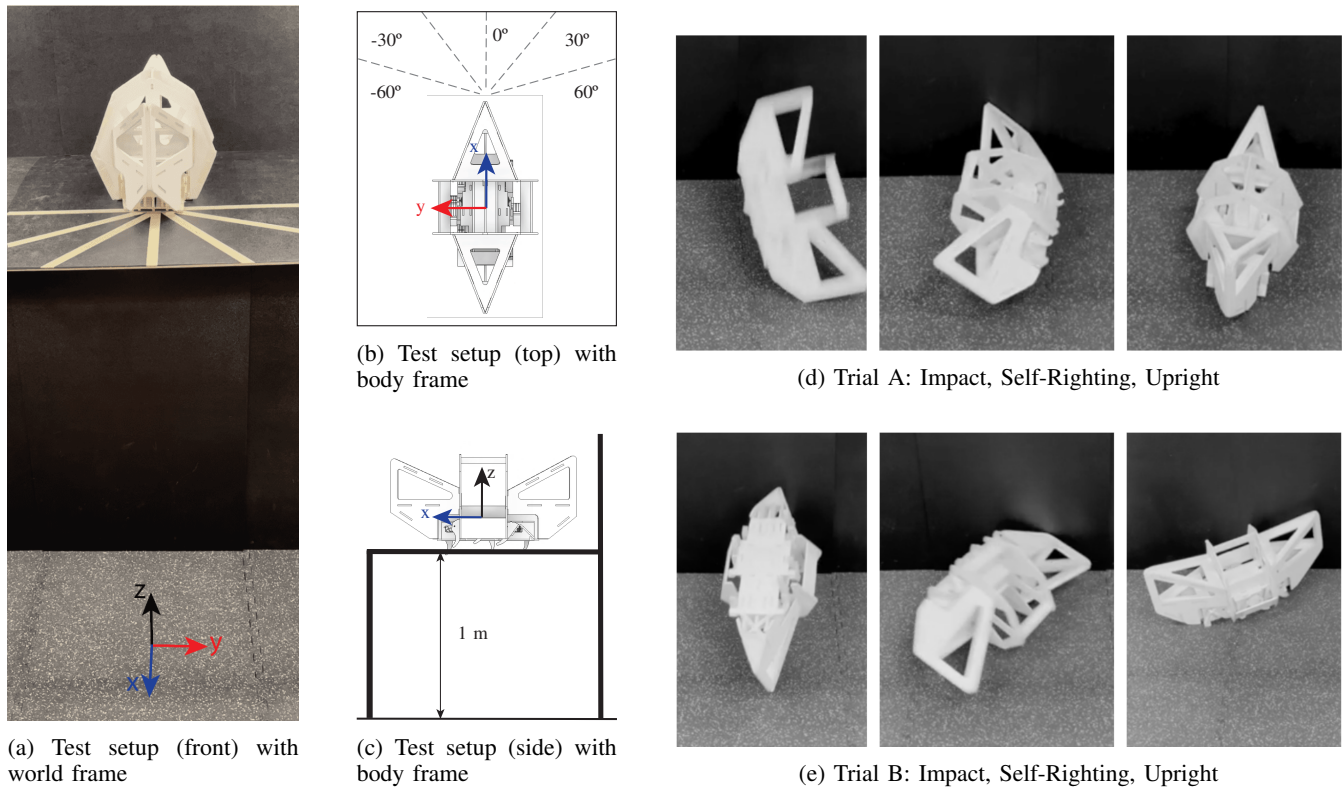 z
y
x
(a) Test setup (front) with
world frame
-30º
0º
30º
-60º
60º
x
y
(b) Test setup (top) with
body frame
z
x
1 m
(c) Test setup (side) with
body frame
(d) Trial A: Impact, Self-Righting, Upright
(e) Trial B: Impact, Self-Righting, Upright